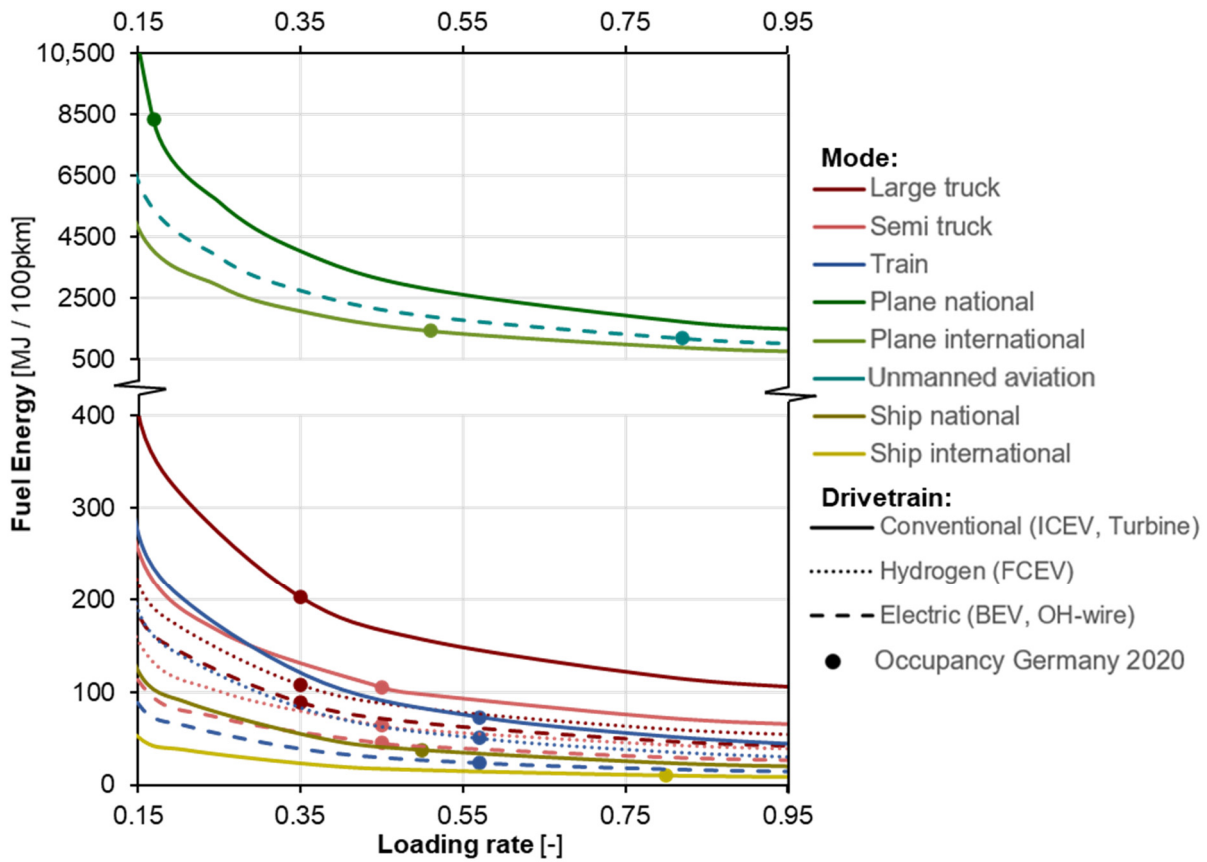 0.15 0.35 0.55 0.75 0.95
10,500
8500
6500
4500
2500
500
400
300
200
100
0
Fuel Energy [MJ / 100pkm]
0.15 0.35 0.55 0.75 0.95
Loading rate [-]
Mode:
Large truck
Semi truck
Train
Plane national
Plane international
Unmanned aviation
Ship national
Ship international
Drivetrain:
Conventional (ICEV, Turbine)
Hydrogen (FCEV)
Electric (BEV, OH-wire)
Occupancy Germany 2020